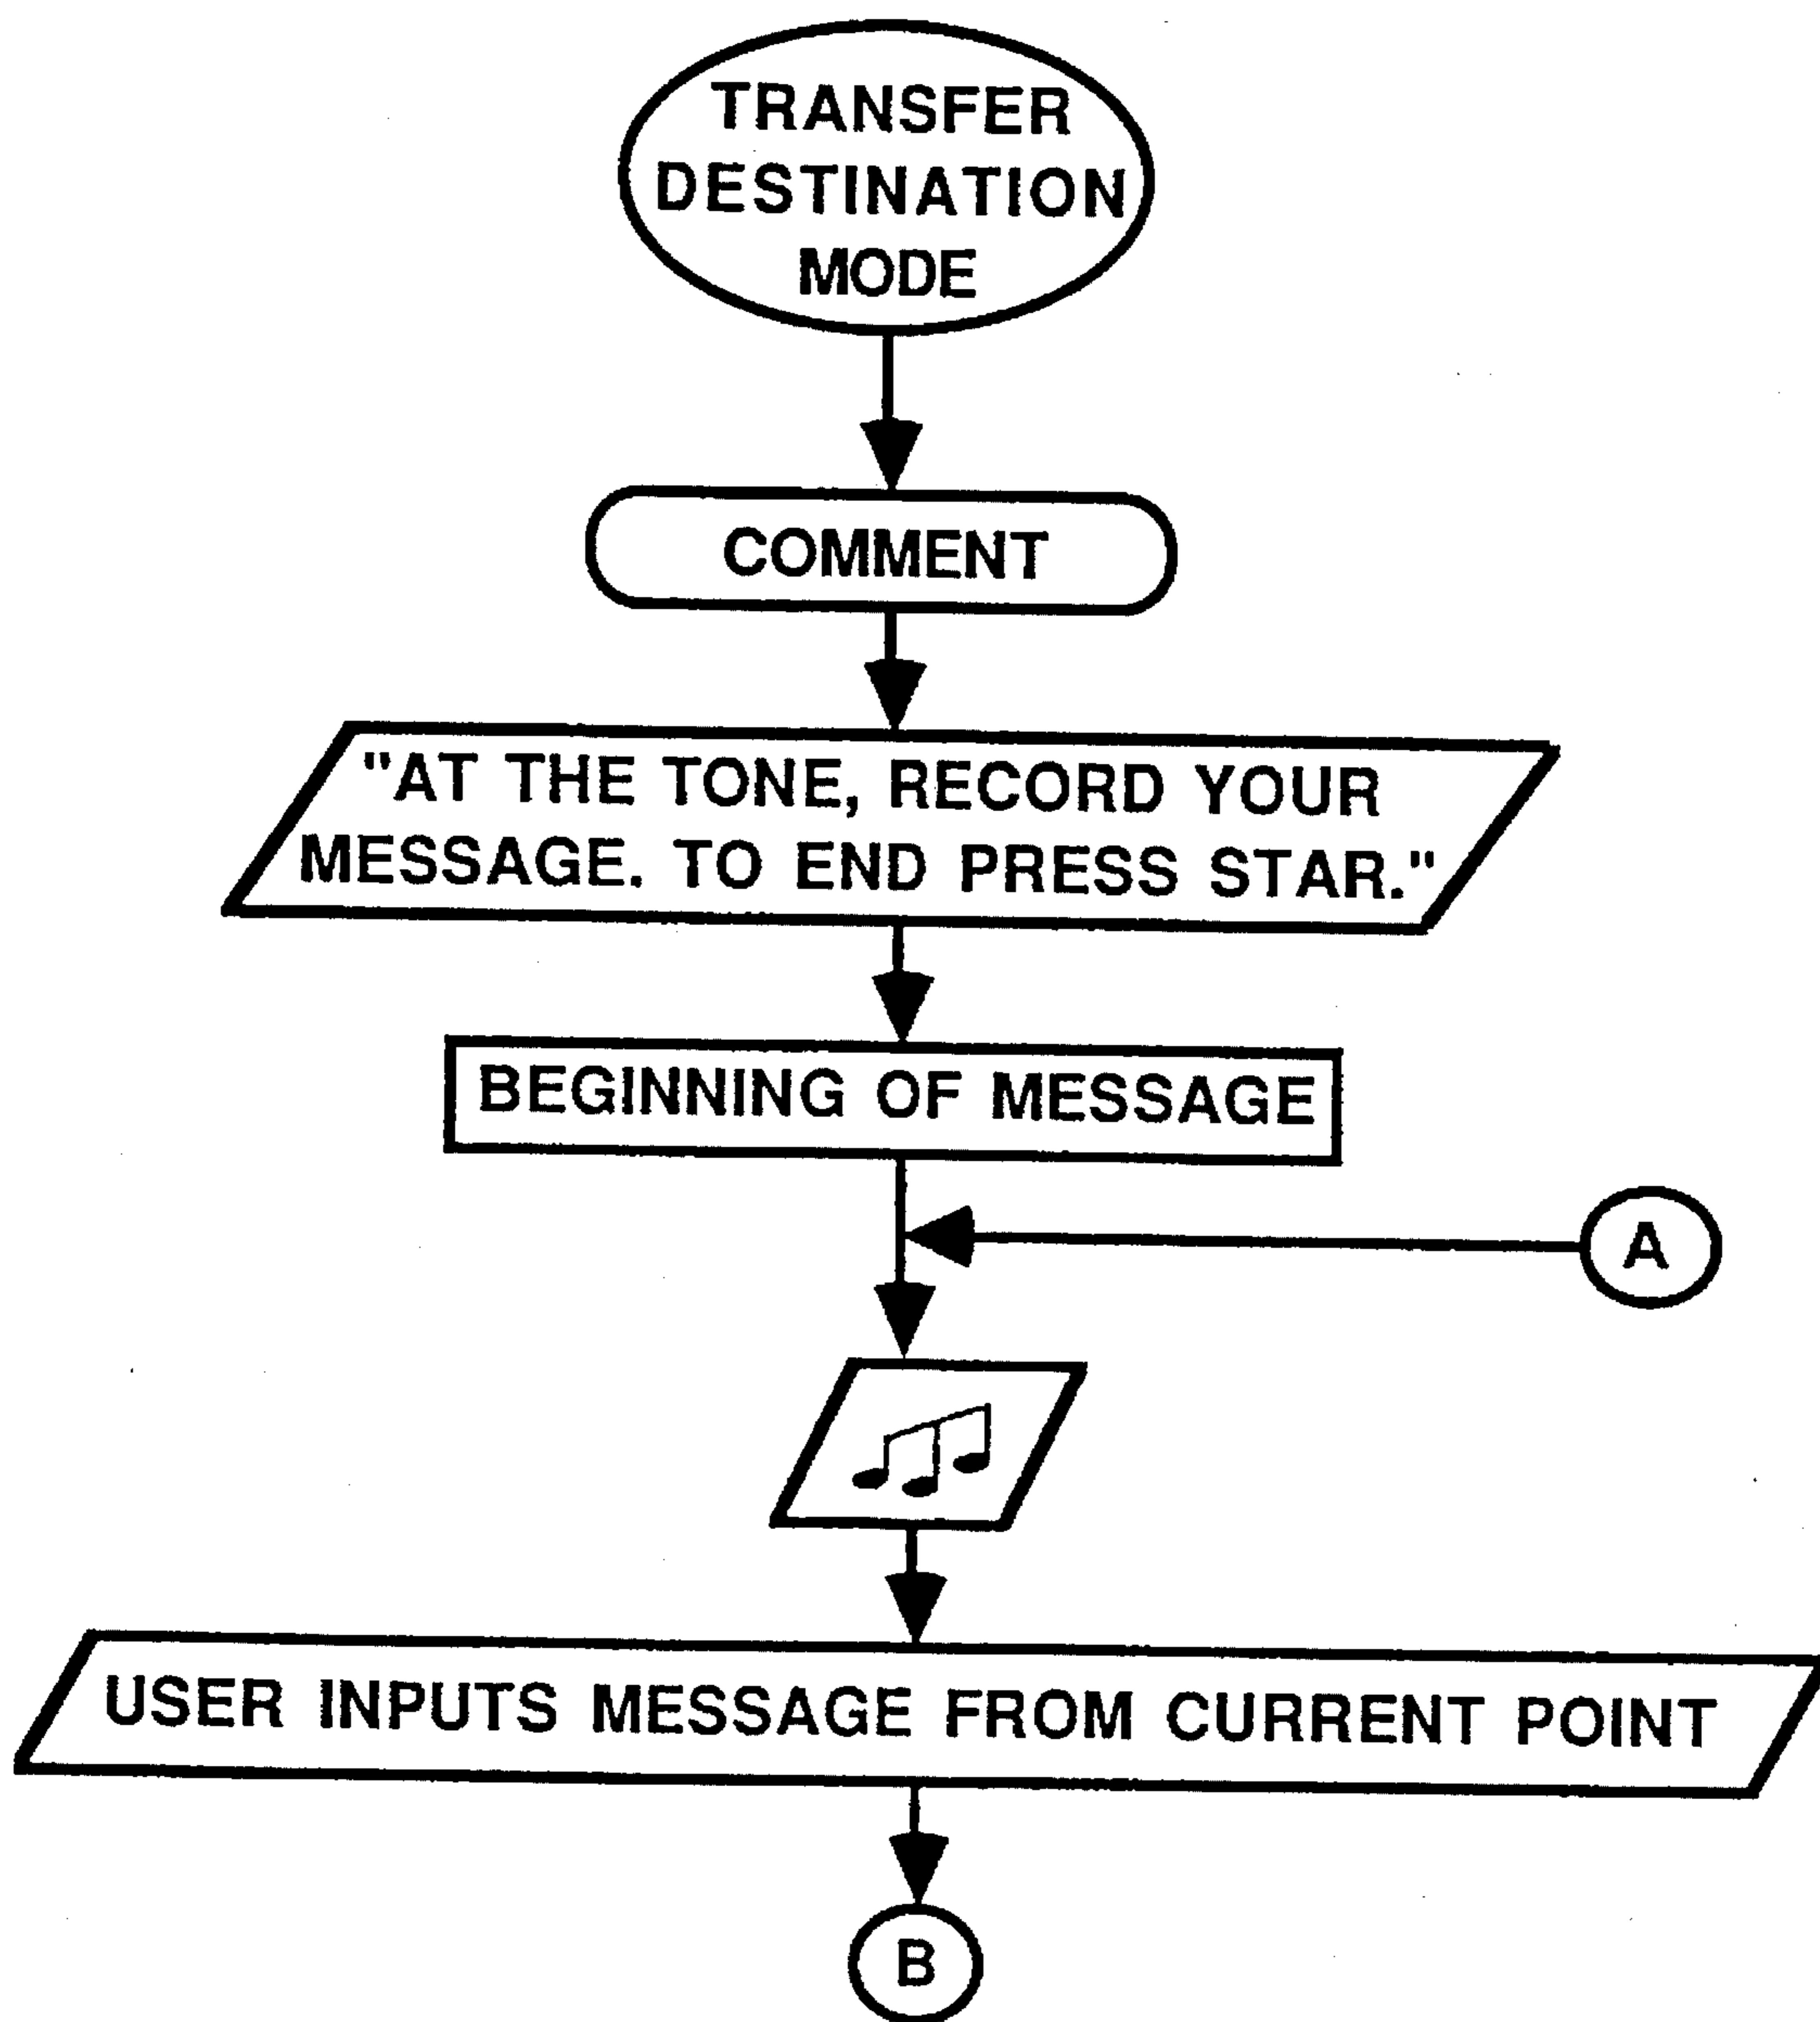 TRANSFER
DESTINATION
MODE
COMMENT
"AT THE TONE, RECORD YOUR
MESSAGE. TO END PRESS STAR."
BEGINNING OF MESSAGE
A
USER INPUTS MESSAGE FROM CURRENT POINT
B